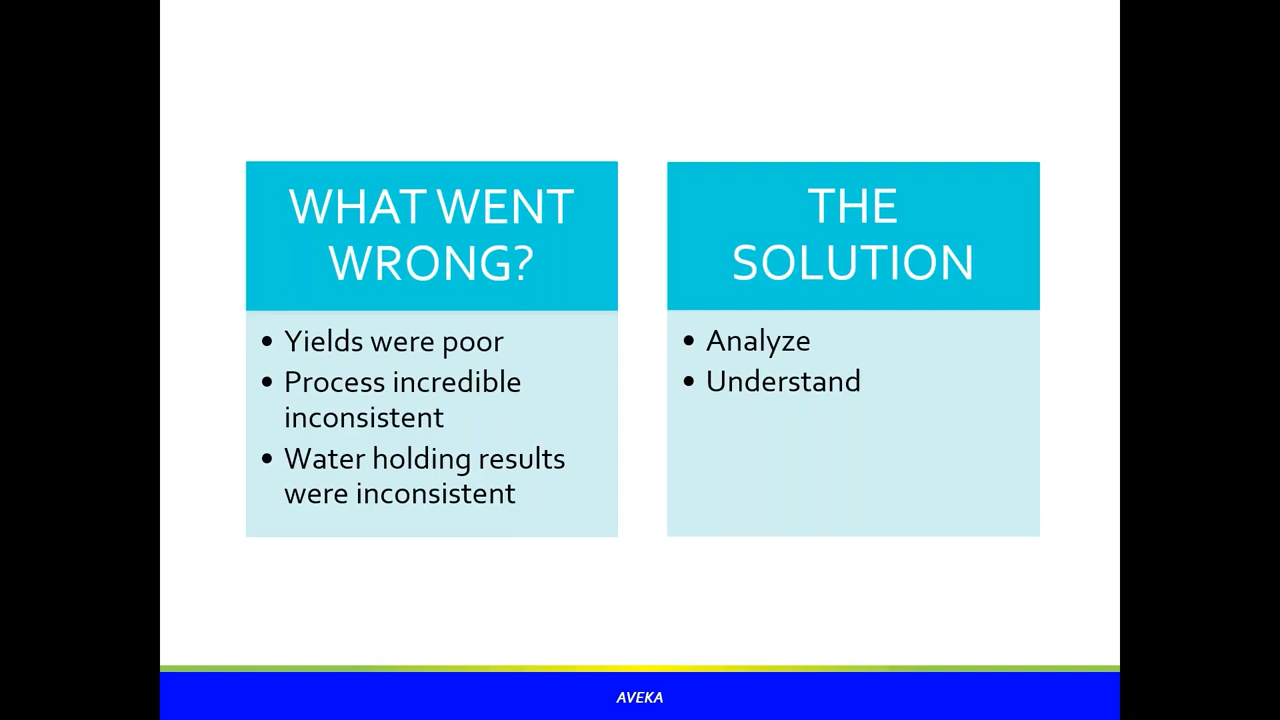 WHAT WENT
WRONG?
• Yields were poor
• Process incredible
inconsistent
• Water holding results
were inconsistent
THE
SOLUTION
• Analyze
• Understand
AVEKA